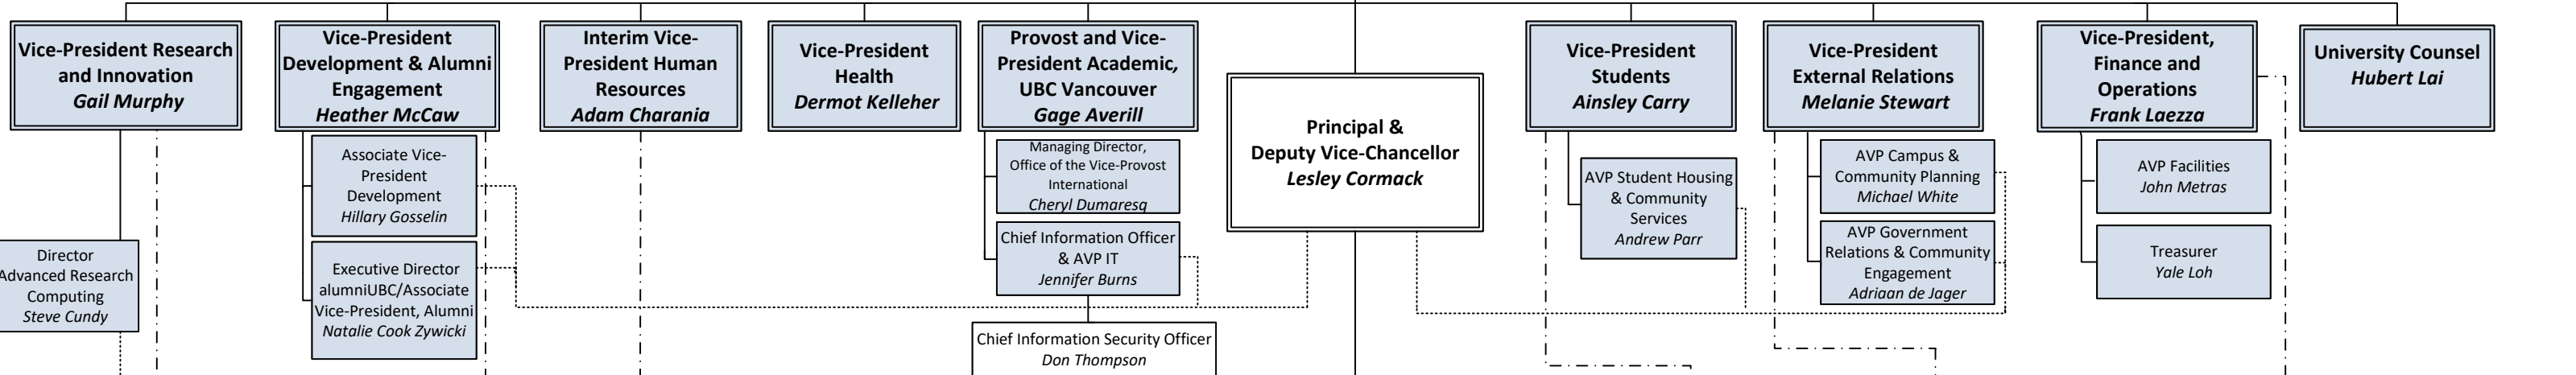 Vice-President Research
and Innovation
Gail Murphy
Director
Advanced Research
Computing
Steve Cundy
Vice-President
Development & Alumni
Engagement
Heather McCaw
Associate Vice-
President
Development
Hillary Gosselin
Executive Director
alumniUBC/Associate
Vice-President, Alumni
Natalie Cook Zywicki
Interim Vice-
President Human
Resources
Adam Charania
Vice-President
Health
Dermot Kelleher
Provost and Vice-
President Academic,
UBC Vancouver
Gage Averill
Managing Director,
Office of the Vice-Provost
International
Cheryl Dumaresq
Chief Information Officer
& AVP IT
Jennifer Burns
Chief Information Security Officer
Don Thompson
Principal &
Deputy Vice-Chancellor
Lesley Cormack
Vice-President
Students
Ainsley Carry
AVP Student Housing
& Community
Services
Andrew Parr
Vice-President
External Relations
Melanie Stewart
AVP Campus &
Community Planning
Michael White
AVP Government
Relations & Community
Engagement
Adriaan de Jager
Vice-President,
Finance and
Operations
Frank Laezza
AVP Facilities
John Metras
Treasurer
Yale Loh
University Counsel
Hubert Lai